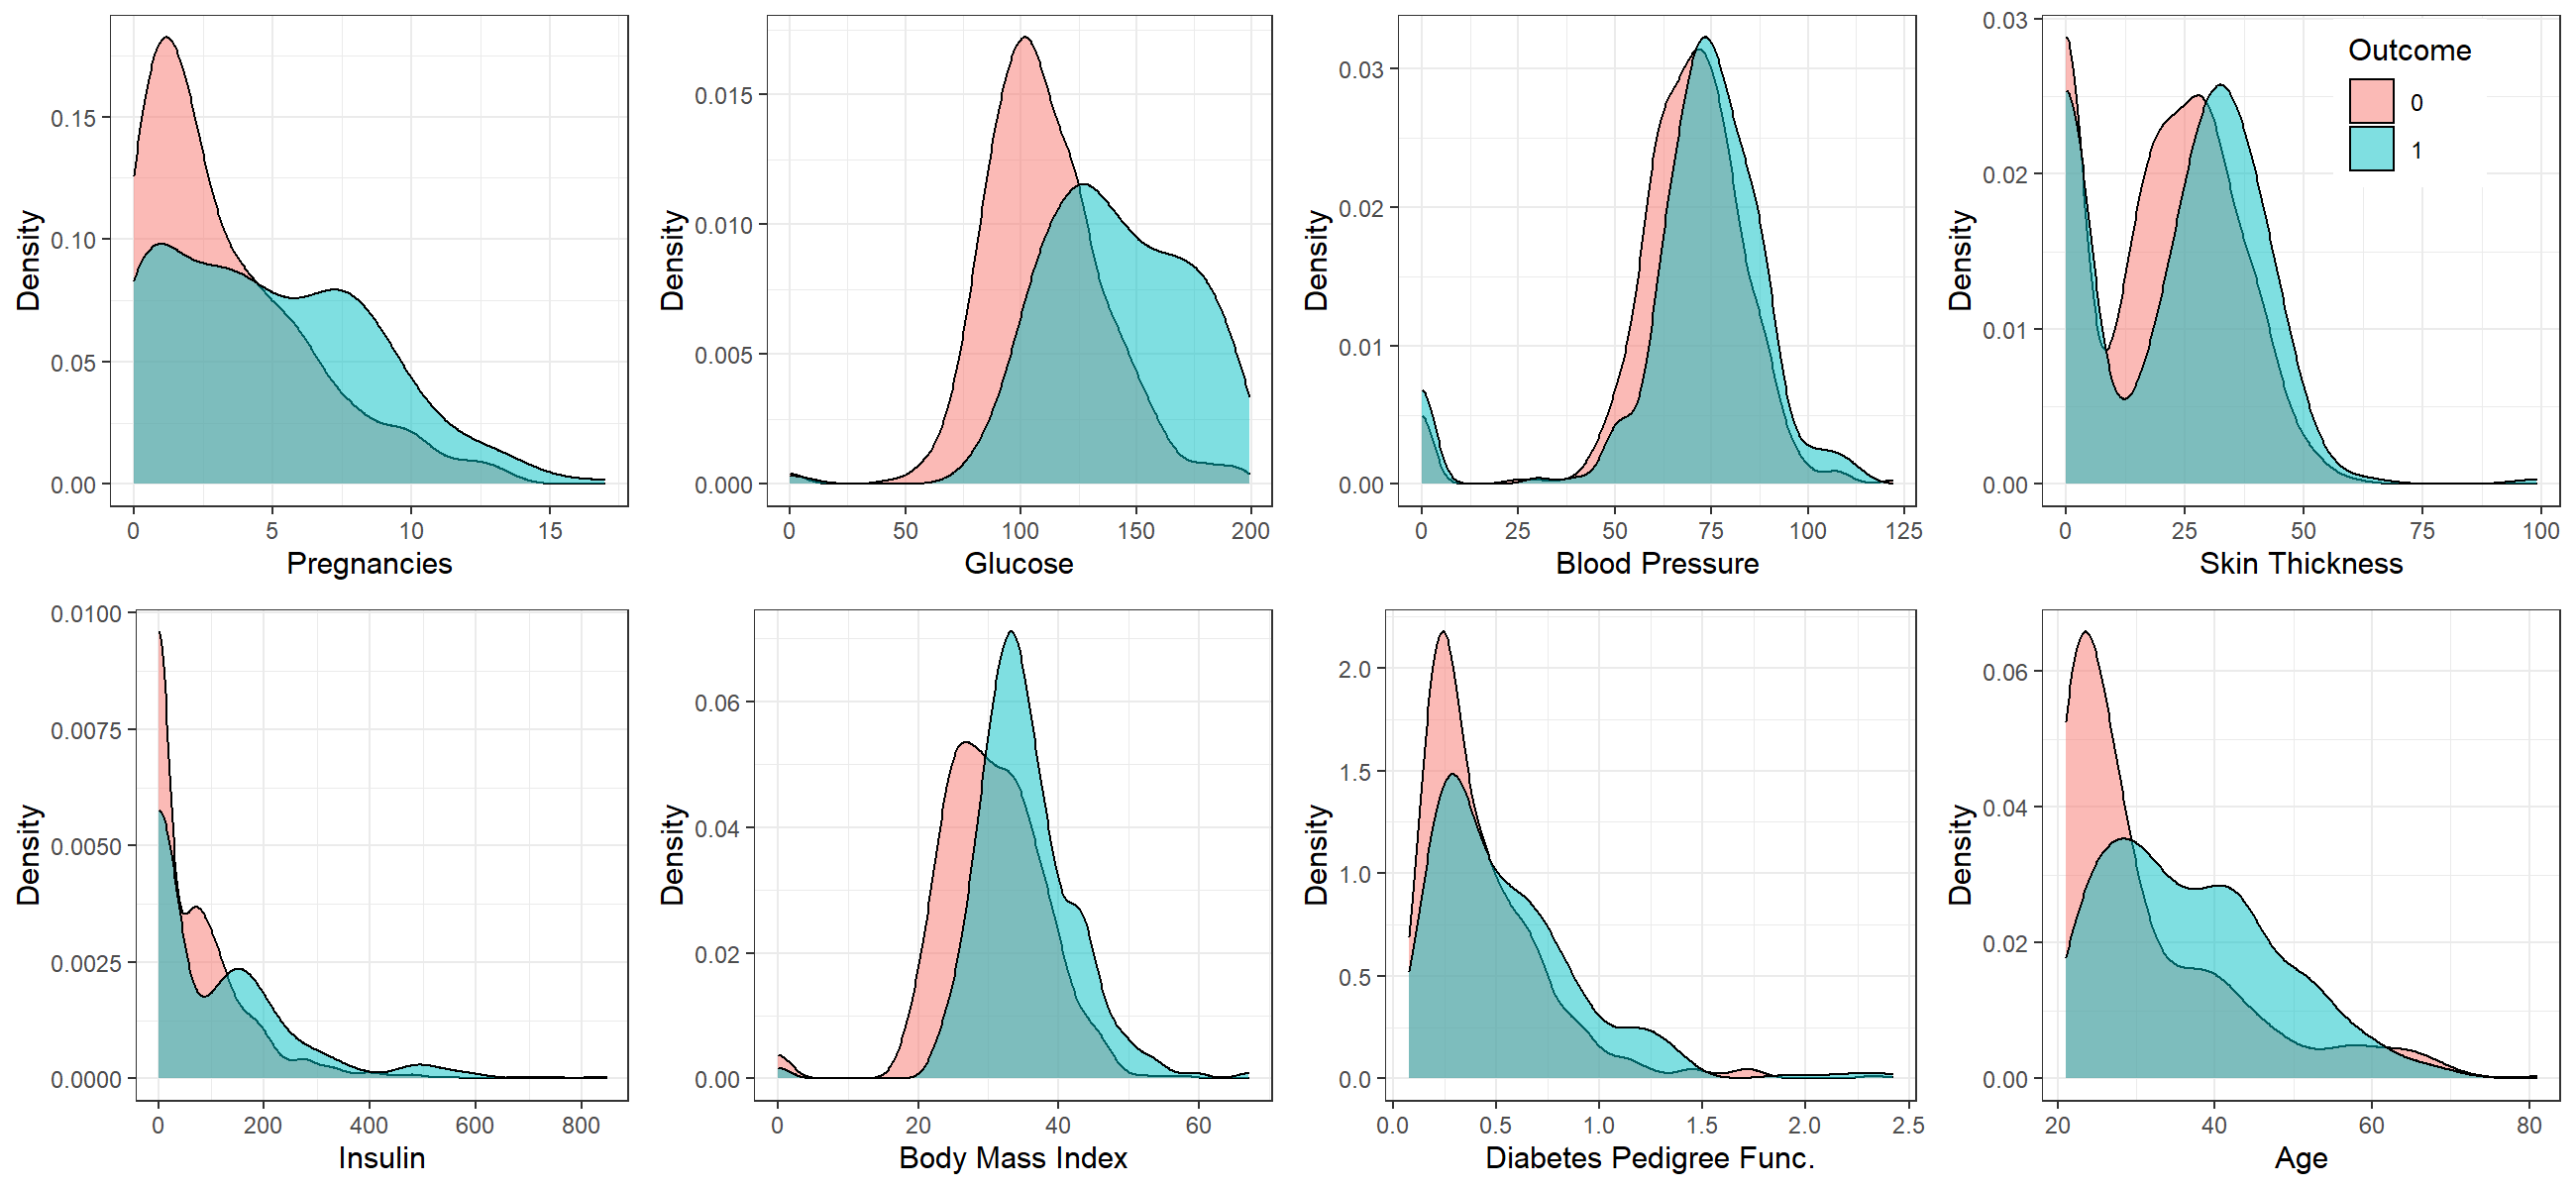 Density
0.15
0.10
0.05
0.00
0 5 10 15
Pregnancies
Density
0.015
0.010
0.005
0.000
0 50 100 150 200
Glucose
Density
0.03
0.02
0.01
0.00
0 25 50 75 100 125
Blood Pressure
Density
0.03
0.02
0.01
0.00
0 25 50 75 100
Skin Thickness
Outcome
0
1
Density
0.0100
0.0075
0.0050
0.0025
0.0000
0 200 400 600 800
Insulin
Density
0.06
0.04
0.02
0.00
0 20 40 60
Body Mass Index
Density
2.0
1.5
1.0
0.5
0.0
0.0 0.5 1.0 1.5 2.0 2.5
Diabetes Pedigree Func.
Density
0.06
0.04
0.02
0.00
20 40 60 80
Age